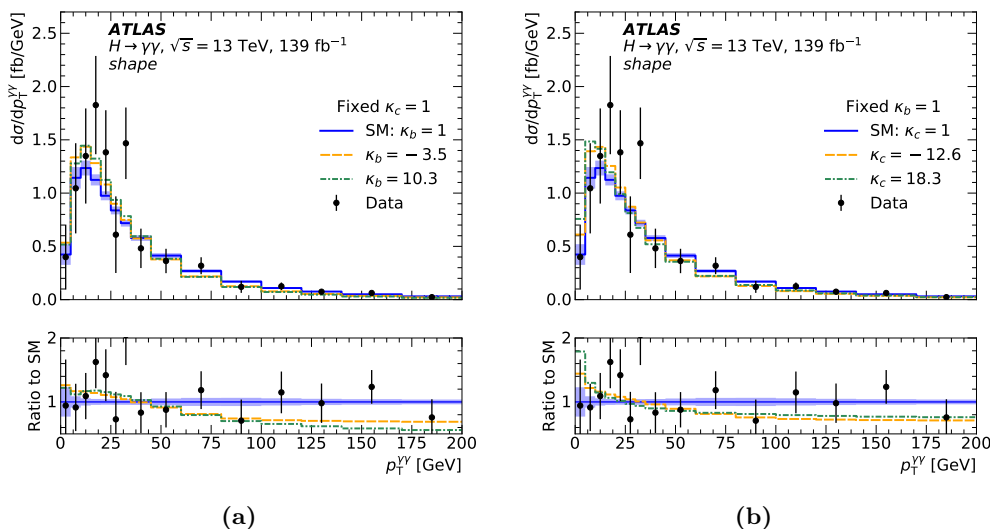 ATLAS
H → γγ, √s = 13 TeV, 139 fb⁻¹
shape
Fixed κ_c = 1
SM: κ_b = 1
κ_b = − 3.5
κ_b = 10.3
Data
dσ/dp_T^γγ [fb/GeV]
2.5
2.0
1.5
1.0
0.5
0.0
Ratio to SM
2
1
0 25 50 75 100 125 150 175 200
p_T^γγ [GeV]
(a)
ATLAS
H → γγ, √s = 13 TeV, 139 fb⁻¹
shape
Fixed κ_b = 1
SM: κ_c = 1
κ_c = − 12.6
κ_c = 18.3
Data
dσ/dp_T^γγ [fb/GeV]
2.5
2.0
1.5
1.0
0.5
0.0
Ratio to SM
2
1
0 25 50 75 100 125 150 175 200
p_T^γγ [GeV]
(b)